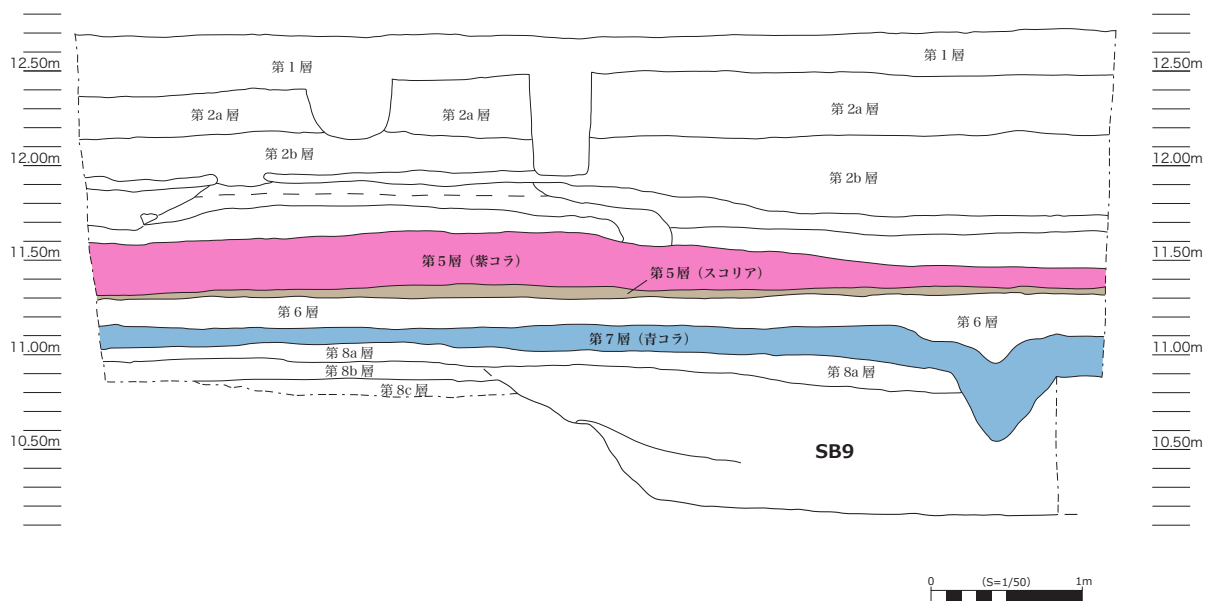 12.50m
第1層
第1層
12.50m
第2a層
第2a層
第2a層
12.00m
第2b層
12.00m
第2b層
11.50m
第5層（紫コラ）
第5層（スコリア）
11.50m
第6層
第6層
11.00m
第7層（青コラ）
11.00m
第8a層
第8b層
第8a層
第8c層
10.50m
SB9
10.50m
0 (S=1/50) 1m